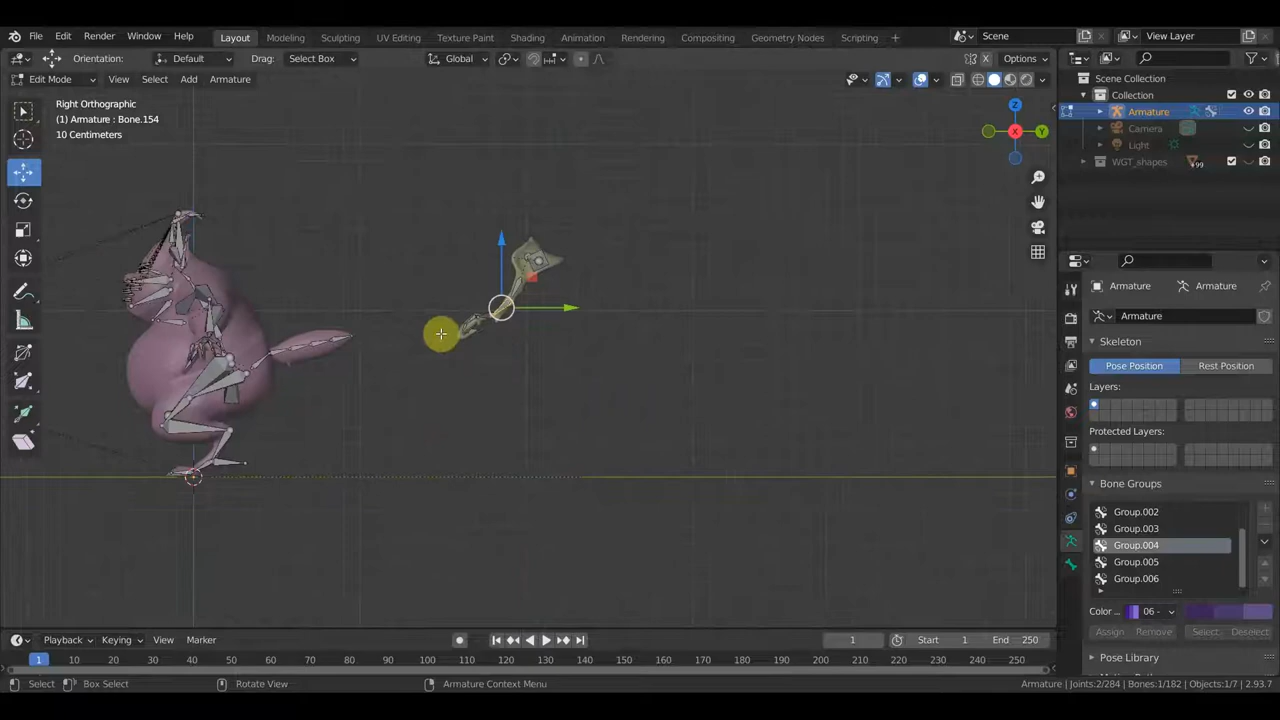 File Edit Render Window Help Layout Modeling Sculpting UV Editing Texture Paint Shading Animation Rendering Compositing Geometry Nodes Scripting Scene View Layer
Orientation: Default Drag: Select Box Global Options
Edit Mode View Select Add Armature
Right Orthographic
(1) Armature : Bone.154
10 Centimeters
Z
Y
X
Scene Collection
Collection
Armature
Camera
Light
WGT_shapes
99
Armature Armature
Armature
Skeleton
Pose Position Rest Position
Layers:
Protected Layers:
Bone Groups
Group.002
Group.003
Group.004
Group.005
Group.006
Color ... 06 -
Assign Remove Select Deselect
Pose Library
Playback Keying View Marker 1 Start 1 End 250
1 10 20 30 40 50 60 70 80 90 100 110 120 130 140 150 160 170 180 190 200 210 220 230 240 250
Select Box Select Rotate View Armature Context Menu Armature | Joints:2/284 | Bones:1/182 | Objects:1/7 | 2.93.7